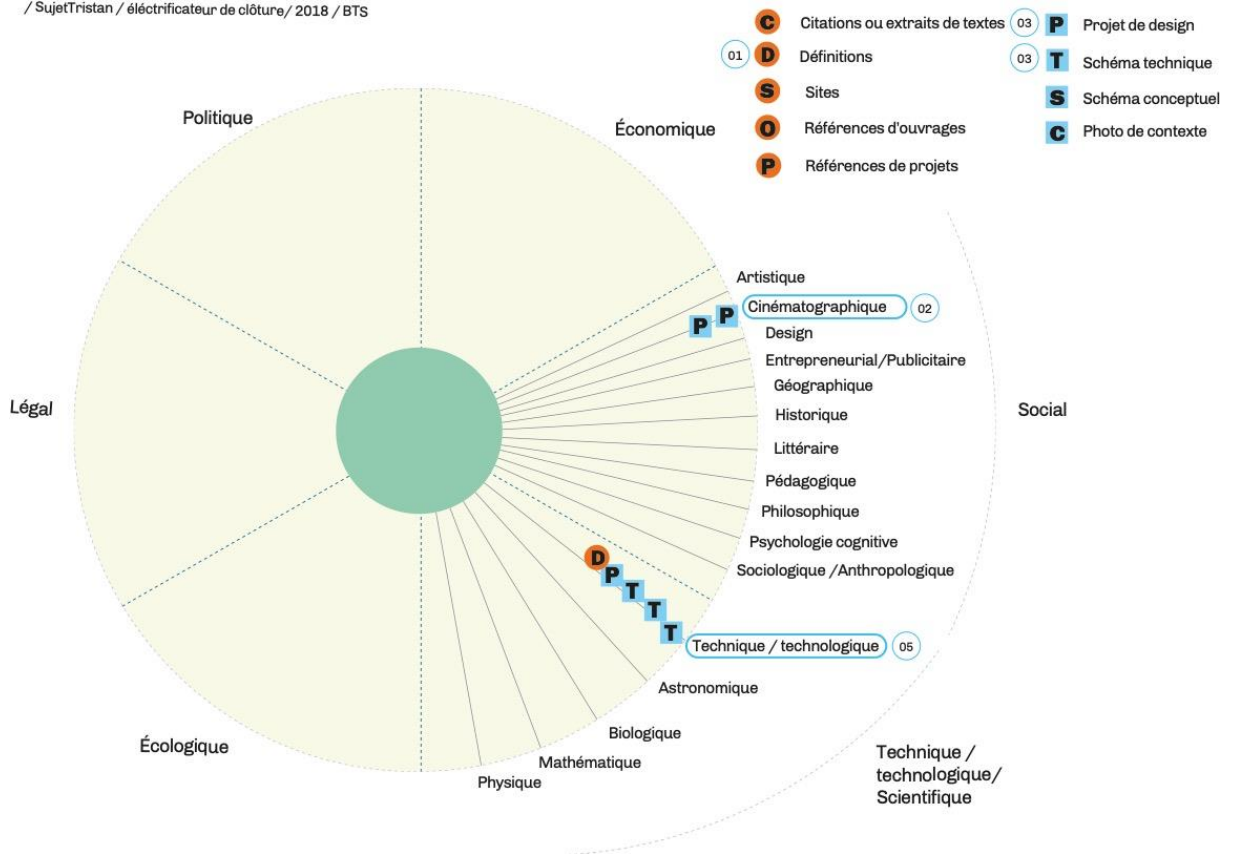 / SujetTristan / éléctrificateur de clôture/ 2018 / BTS
C Citations ou extraits de textes
01 D Définitions
S Sites
O Références d'ouvrages
P Références de projets
03 P Projet de design
03 T Schéma technique
S Schéma conceptuel
C Photo de contexte
Politique
Économique
Légal
Écologique
Artistique
P P Cinématographique 02
Design
Entrepreneurial/Publicitaire
Géographique
Historique
Littéraire
Pédagogique
Philosophique
Psychologie cognitive
Sociologique /Anthropologique
Social
D
P
T
T
T
Technique / technologique 05
Astronomique
Biologique
Mathématique
Physique
Technique /
technologique/
Scientifique